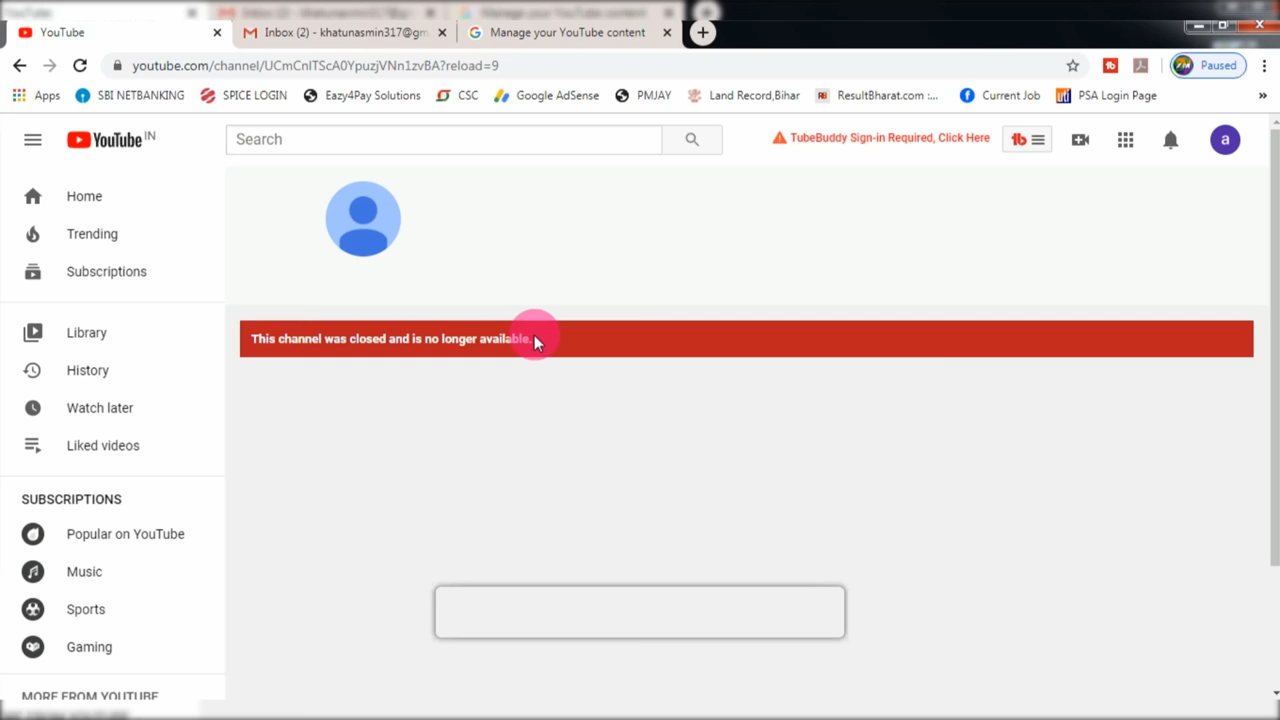 YouTube
Inbox (2) - khatunasmin317@gm
Manage your YouTube content
youtube.com/channel/UCmCnITScA0YpuzjVNn1zvBA?reload=9
Paused
Apps
SBI NETBANKING
SPICE LOGIN
Eazy4Pay Solutions
CSC
Google AdSense
PMJAY
Land Record,Bihar
ResultBharat.com :...
Current Job
PSA Login Page
YouTube IN
Search
TubeBuddy Sign-in Required, Click Here
tb
a
Home
Trending
Subscriptions
This channel was closed and is no longer available.
Library
History
Watch later
Liked videos
SUBSCRIPTIONS
Popular on YouTube
Music
Sports
Gaming
MORE FROM YOUTUBE